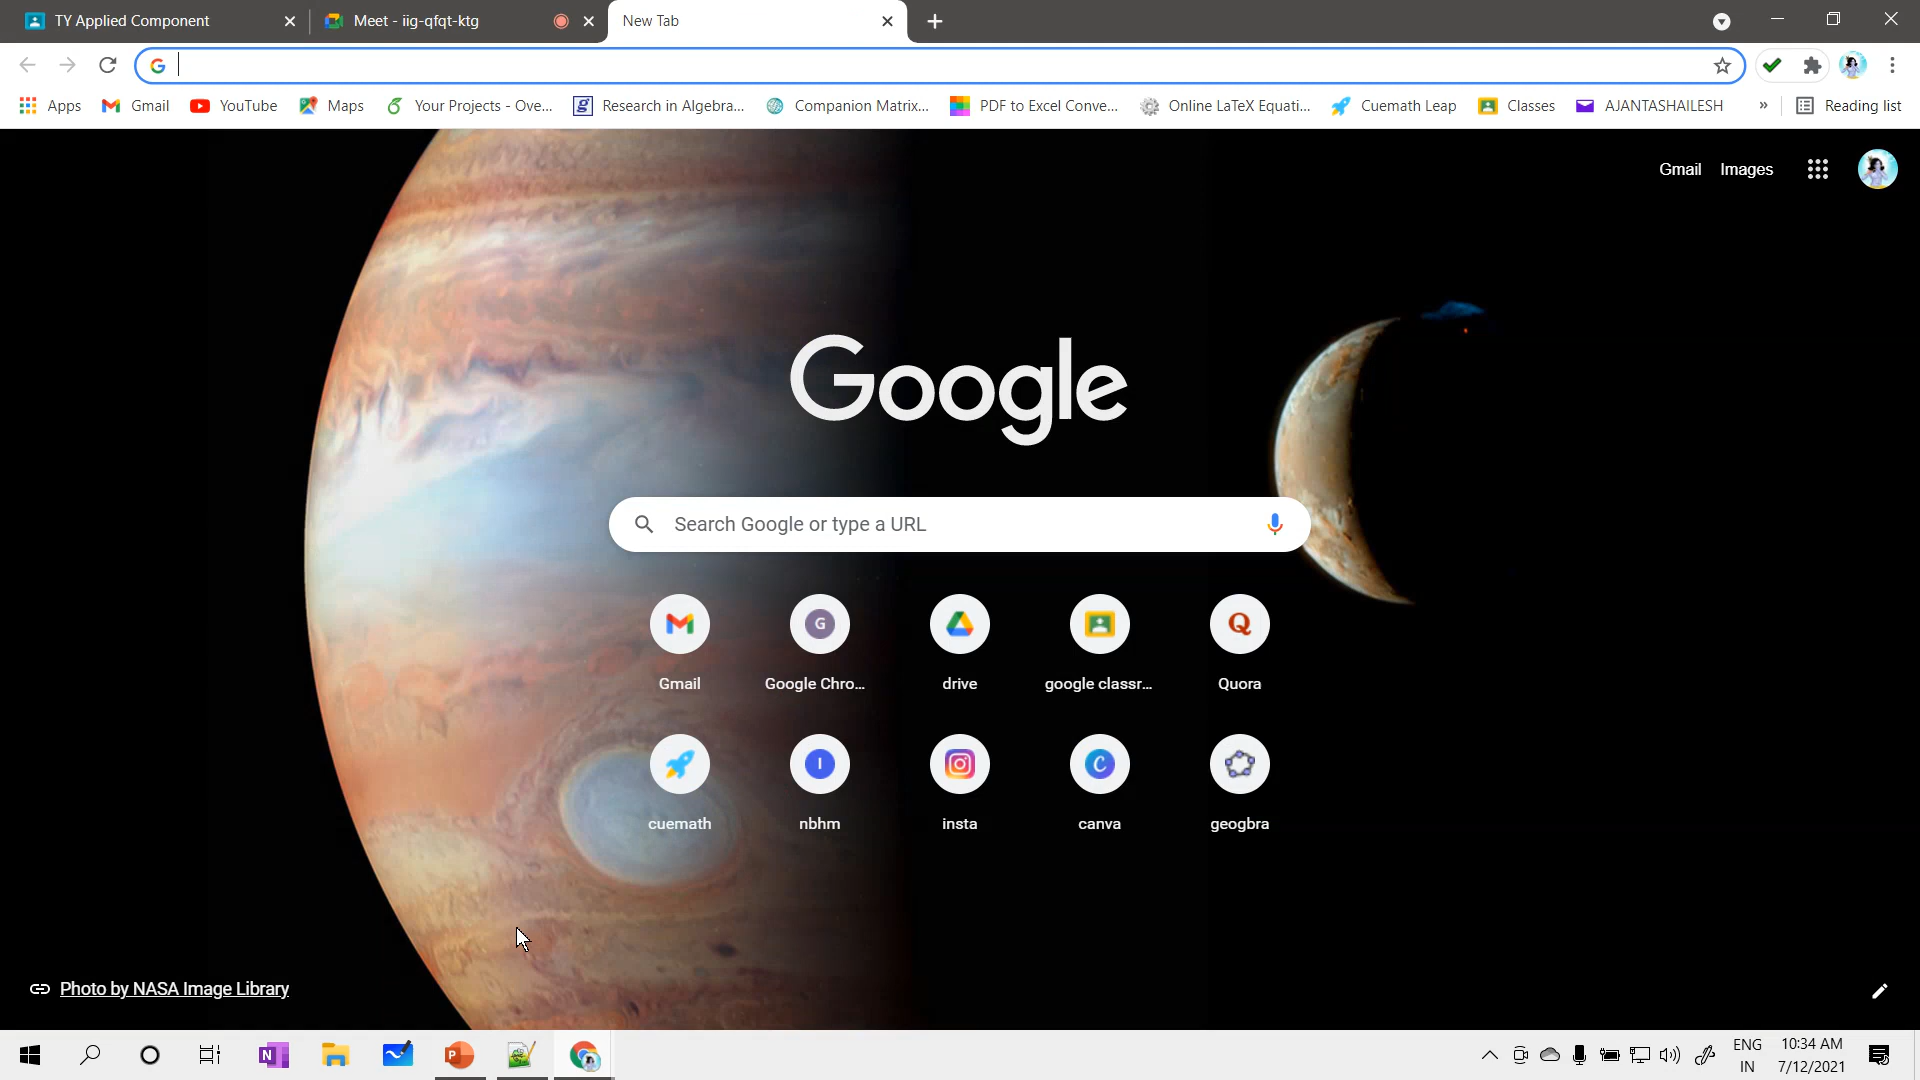 TY Applied Component
Meet - iig-qfqt-ktg
New Tab
Apps
Gmail
YouTube
Maps
Your Projects - Ove...
Research in Algebra...
Companion Matrix...
PDF to Excel Conve...
Online LaTeX Equati...
Cuemath Leap
Classes
AJANTASHAILESH
»
Reading list
Gmail
Images
Google
Search Google or type a URL
G
Q
Gmail
Google Chro...
drive
google classr...
Quora
I
C
cuemath
nbhm
insta
canva
geogbra
Photo by NASA Image Library
ENG
IN
10:34 AM
7/12/2021